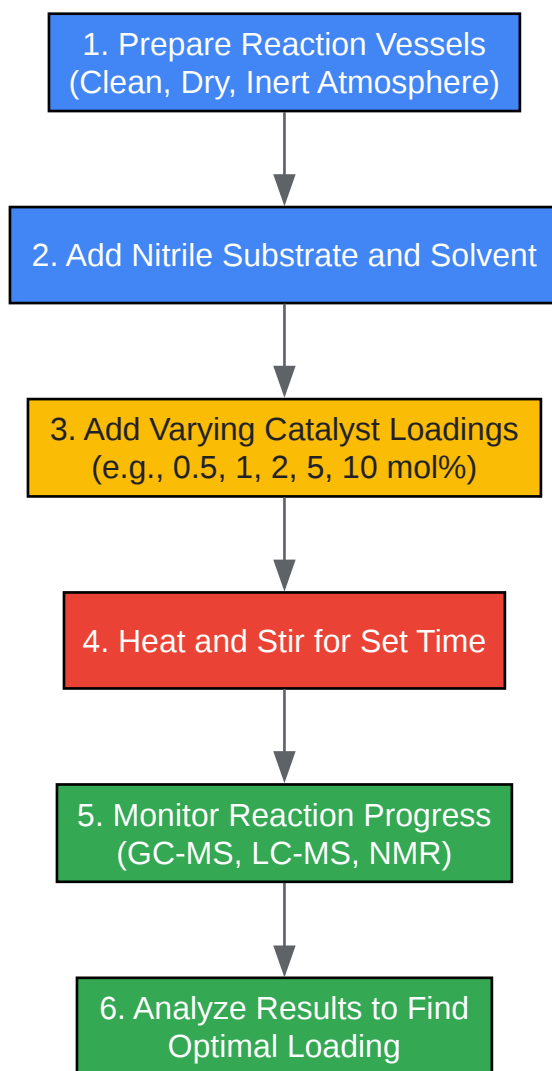 1. Prepare Reaction Vessels
(Clean, Dry, Inert Atmosphere)
2. Add Nitrile Substrate and Solvent
3. Add Varying Catalyst Loadings
(e.g., 0.5, 1, 2, 5, 10 mol%)
4. Heat and Stir for Set Time
5. Monitor Reaction Progress
(GC-MS, LC-MS, NMR)
6. Analyze Results to Find
Optimal Loading